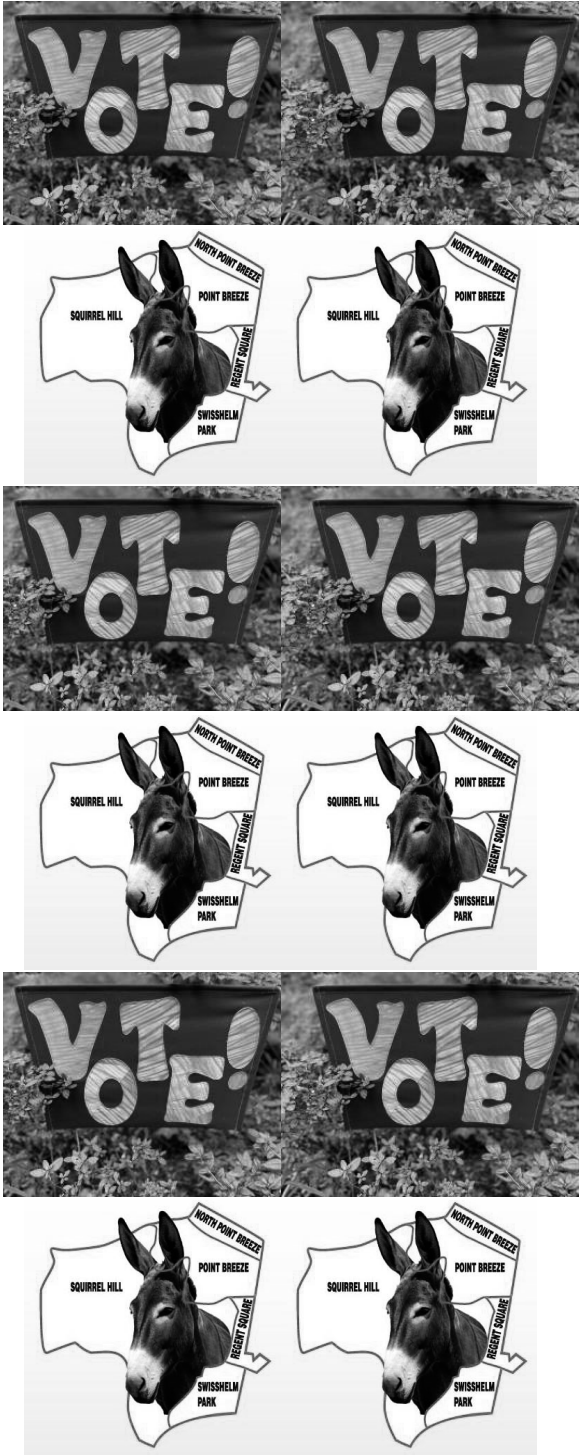 VOTE! VOTE!
NORTH POINT BREEZE NORTH POINT BREEZE
POINT BREEZE POINT BREEZE
SQUIRREL HILL SQUIRREL HILL
REGENT SQUARE REGENT SQUARE
SWISSHELM SWISSHELM
PARK PARK
VOTE! VOTE!
NORTH POINT BREEZE NORTH POINT BREEZE
POINT BREEZE POINT BREEZE
SQUIRREL HILL SQUIRREL HILL
REGENT SQUARE REGENT SQUARE
SWISSHELM SWISSHELM
PARK PARK
VOTE! VOTE!
NORTH POINT BREEZE NORTH POINT BREEZE
POINT BREEZE POINT BREEZE
SQUIRREL HILL SQUIRREL HILL
REGENT SQUARE REGENT SQUARE
SWISSHELM SWISSHELM
PARK PARK